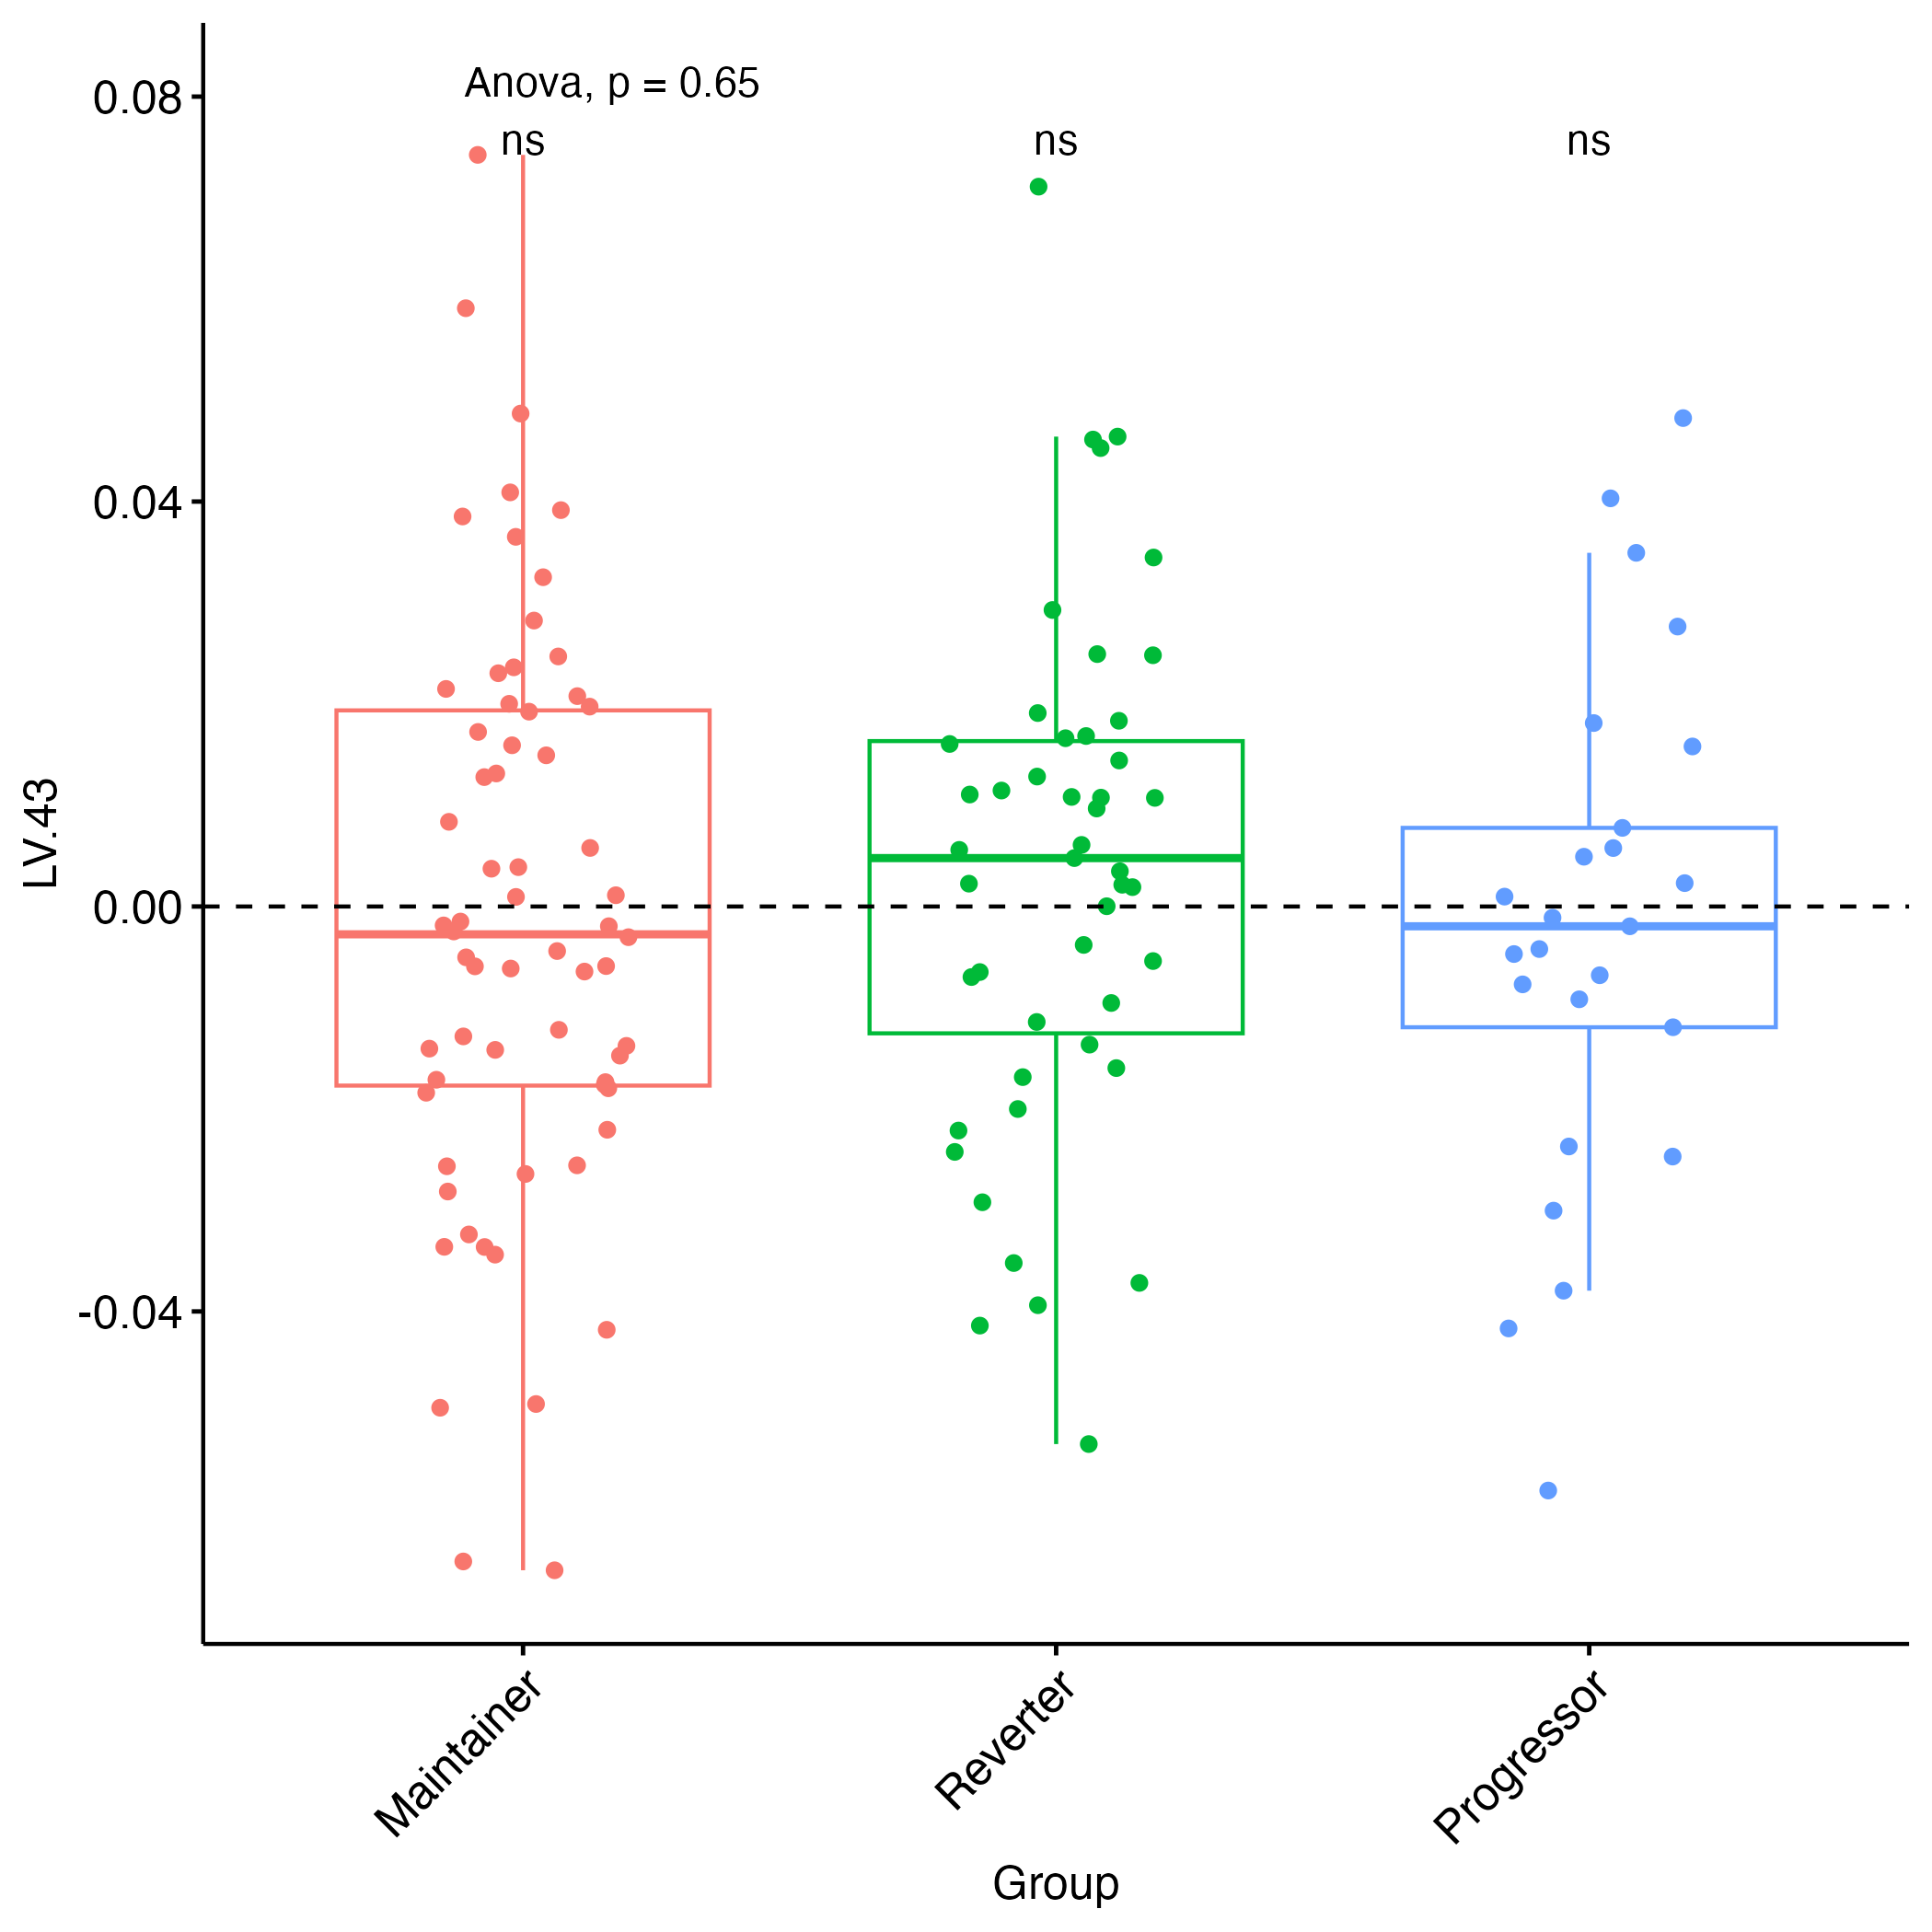 Anova, p = 0.65
ns ns ns
0.08
0.04
0.00
-0.04
LV.43
Maintainer Reverter Progressor
Group